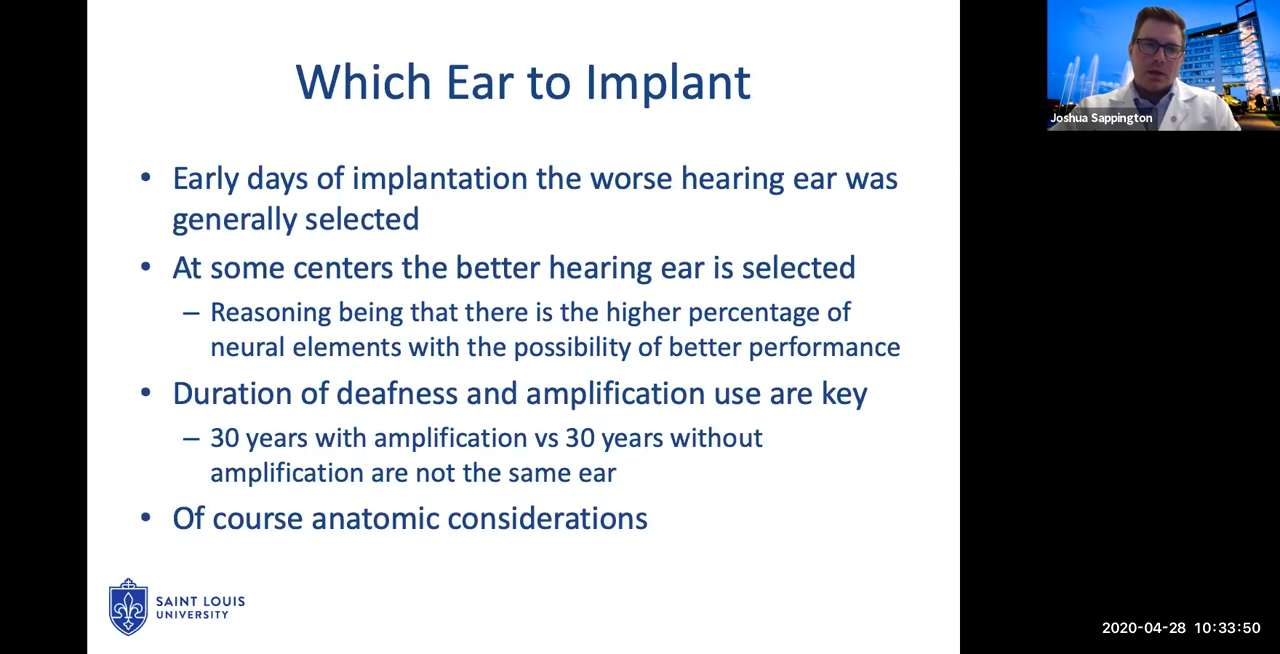 Which Ear to Implant
• Early days of implantation the worse hearing ear was
generally selected
• At some centers the better hearing ear is selected
– Reasoning being that there is the higher percentage of
neural elements with the possibility of better performance
• Duration of deafness and amplification use are key
– 30 years with amplification vs 30 years without
amplification are not the same ear
• Of course anatomic considerations
SAINT LOUIS
UNIVERSITY
Joshua Sappington
2020-04-28 10:33:50